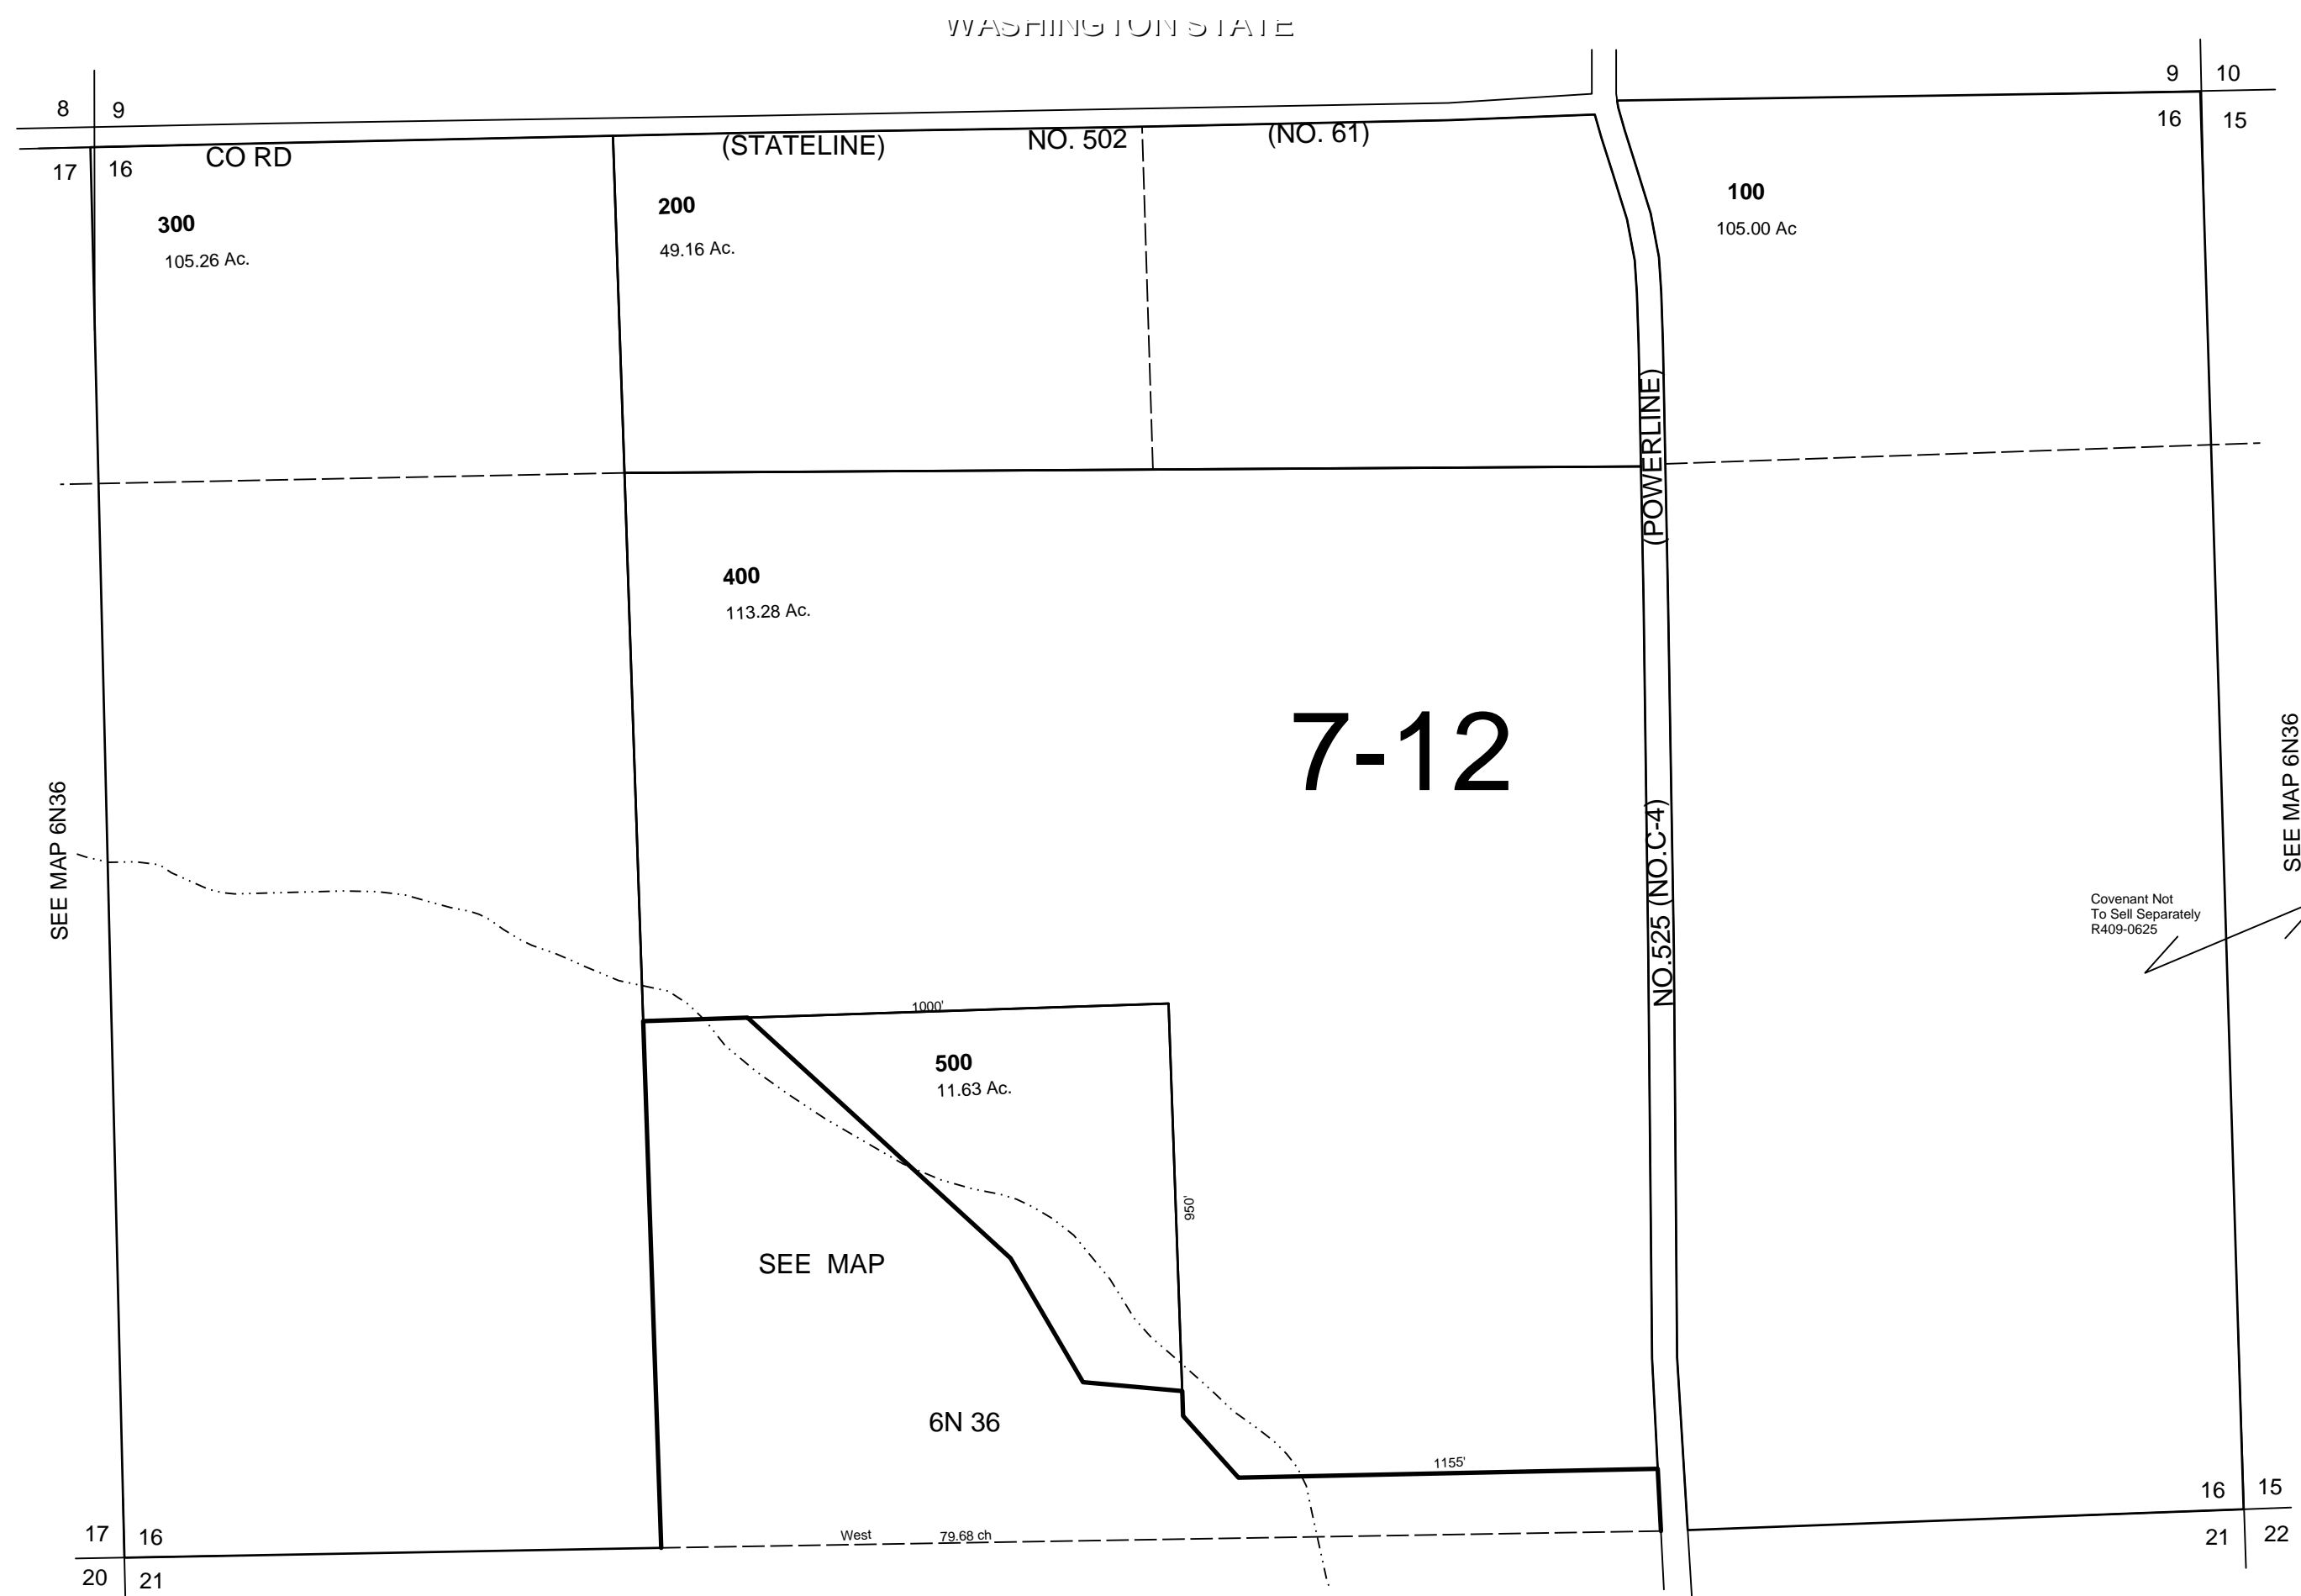 WASHINGTON STATE
8 9
9 10
17 16
16 15
CO RD (STATELINE) NO. 502 (NO. 61)
300
105.26 Ac.
200
49.16 Ac.
100
105.00 Ac
(POWERLINE)
400
113.28 Ac.
7-12
SEE MAP 6N36
SEE MAP 6N36
NO.525 (NO.C-4)
Covenant Not
To Sell Separately
R409-0625
1000'
500
11.63 Ac.
950'
SEE MAP
6N 36
1155'
West 79.68 ch
17 16
20 21
16 15
21 22